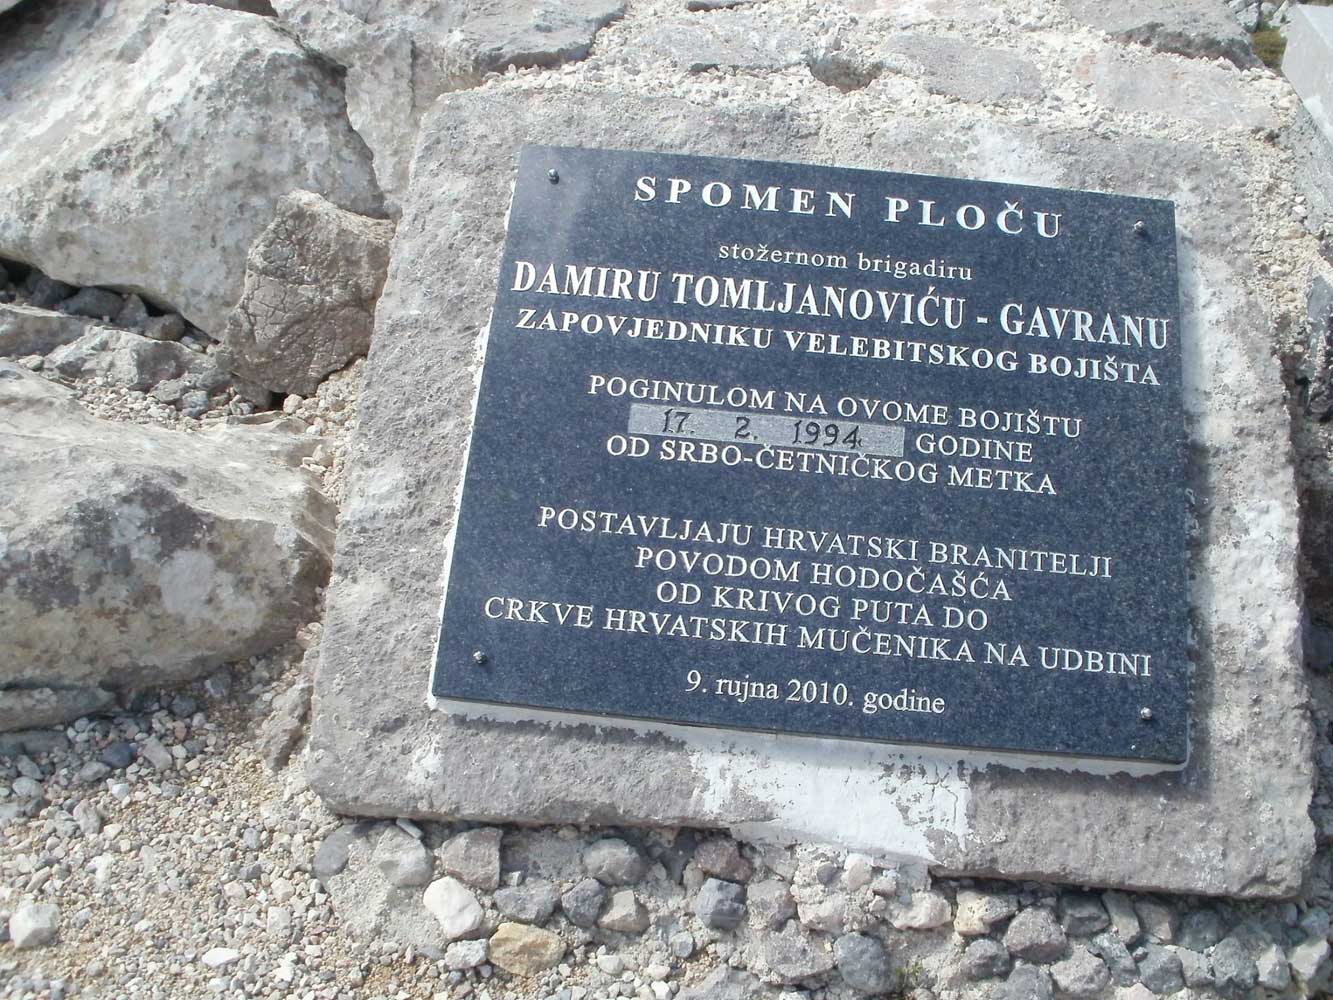 SPOMEN PLOČU
stožernom brigadiru
DAMIRU TOMLJANOVIĆU - GAVRANU
ZAPOVJEDNIKU VELEBITSKOG BOJIŠTA
POGINULOM NA OVOME BOJIŠTU
17. 2. 1994. GODINE
OD SRBO-ČETNIČKOG METKA
POSTAVLJAJU HRVATSKI BRANITELJI
POVODOM HODOČAŠĆA
OD KRIVOG PUTA DO
CRKVE HRVATSKIH MUČENIKA NA UDBINI
9. rujna 2010. godine